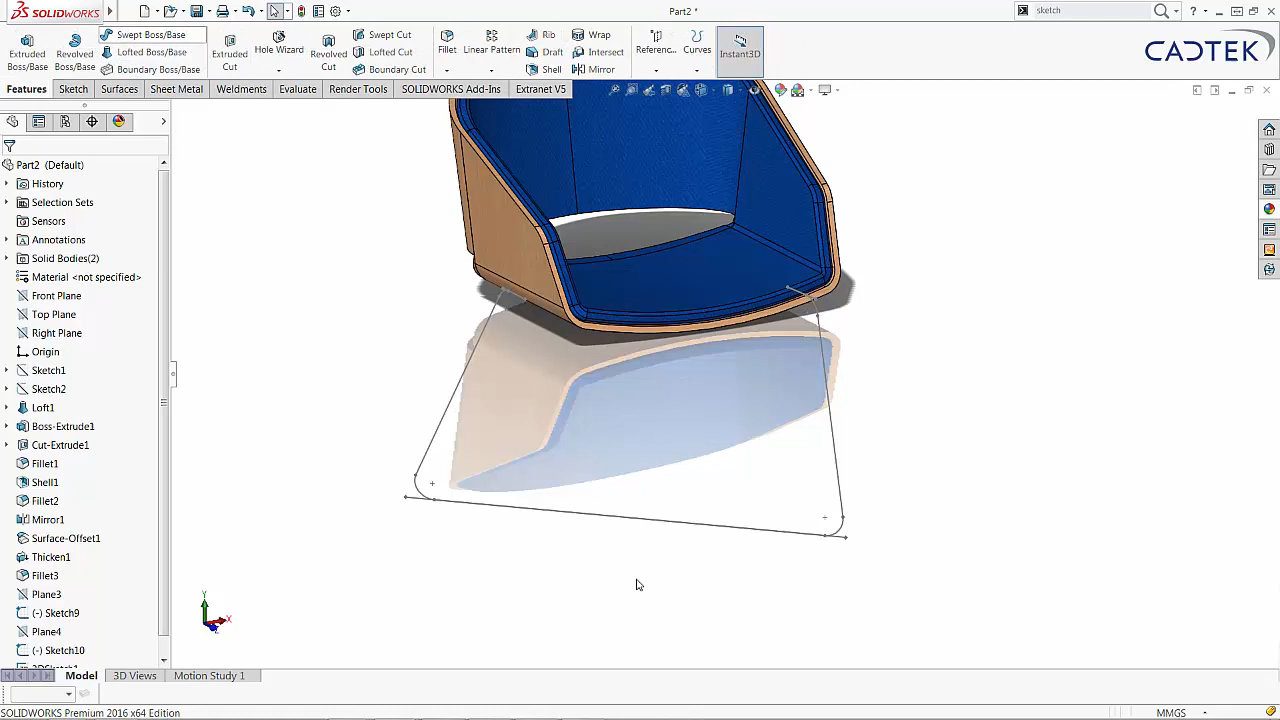 SOLIDWORKS
Part2 *
sketch
CADTEK
Extruded Boss/Base
Revolved Boss/Base
Swept Boss/Base
Lofted Boss/Base
Boundary Boss/Base
Extruded Cut
Hole Wizard
Revolved Cut
Swept Cut
Lofted Cut
Boundary Cut
Fillet
Linear Pattern
Rib
Draft
Shell
Wrap
Intersect
Mirror
Referenc...
Curves
Instant3D
Features
Sketch
Surfaces
Sheet Metal
Weldments
Evaluate
Render Tools
SOLIDWORKS Add-Ins
Extranet V5
Part2 (Default)
History
Selection Sets
Sensors
Annotations
Solid Bodies(2)
Material <not specified>
Front Plane
Top Plane
Right Plane
Origin
Sketch1
Sketch2
Loft1
Boss-Extrude1
Cut-Extrude1
Fillet1
Shell1
Fillet2
Mirror1
Surface-Offset1
Thicken1
Fillet3
Plane3
(-) Sketch9
Plane4
(-) Sketch10
3DSketch1
Y
X
Z
Model
3D Views
Motion Study 1
SOLIDWORKS Premium 2016 x64 Edition
MMGS